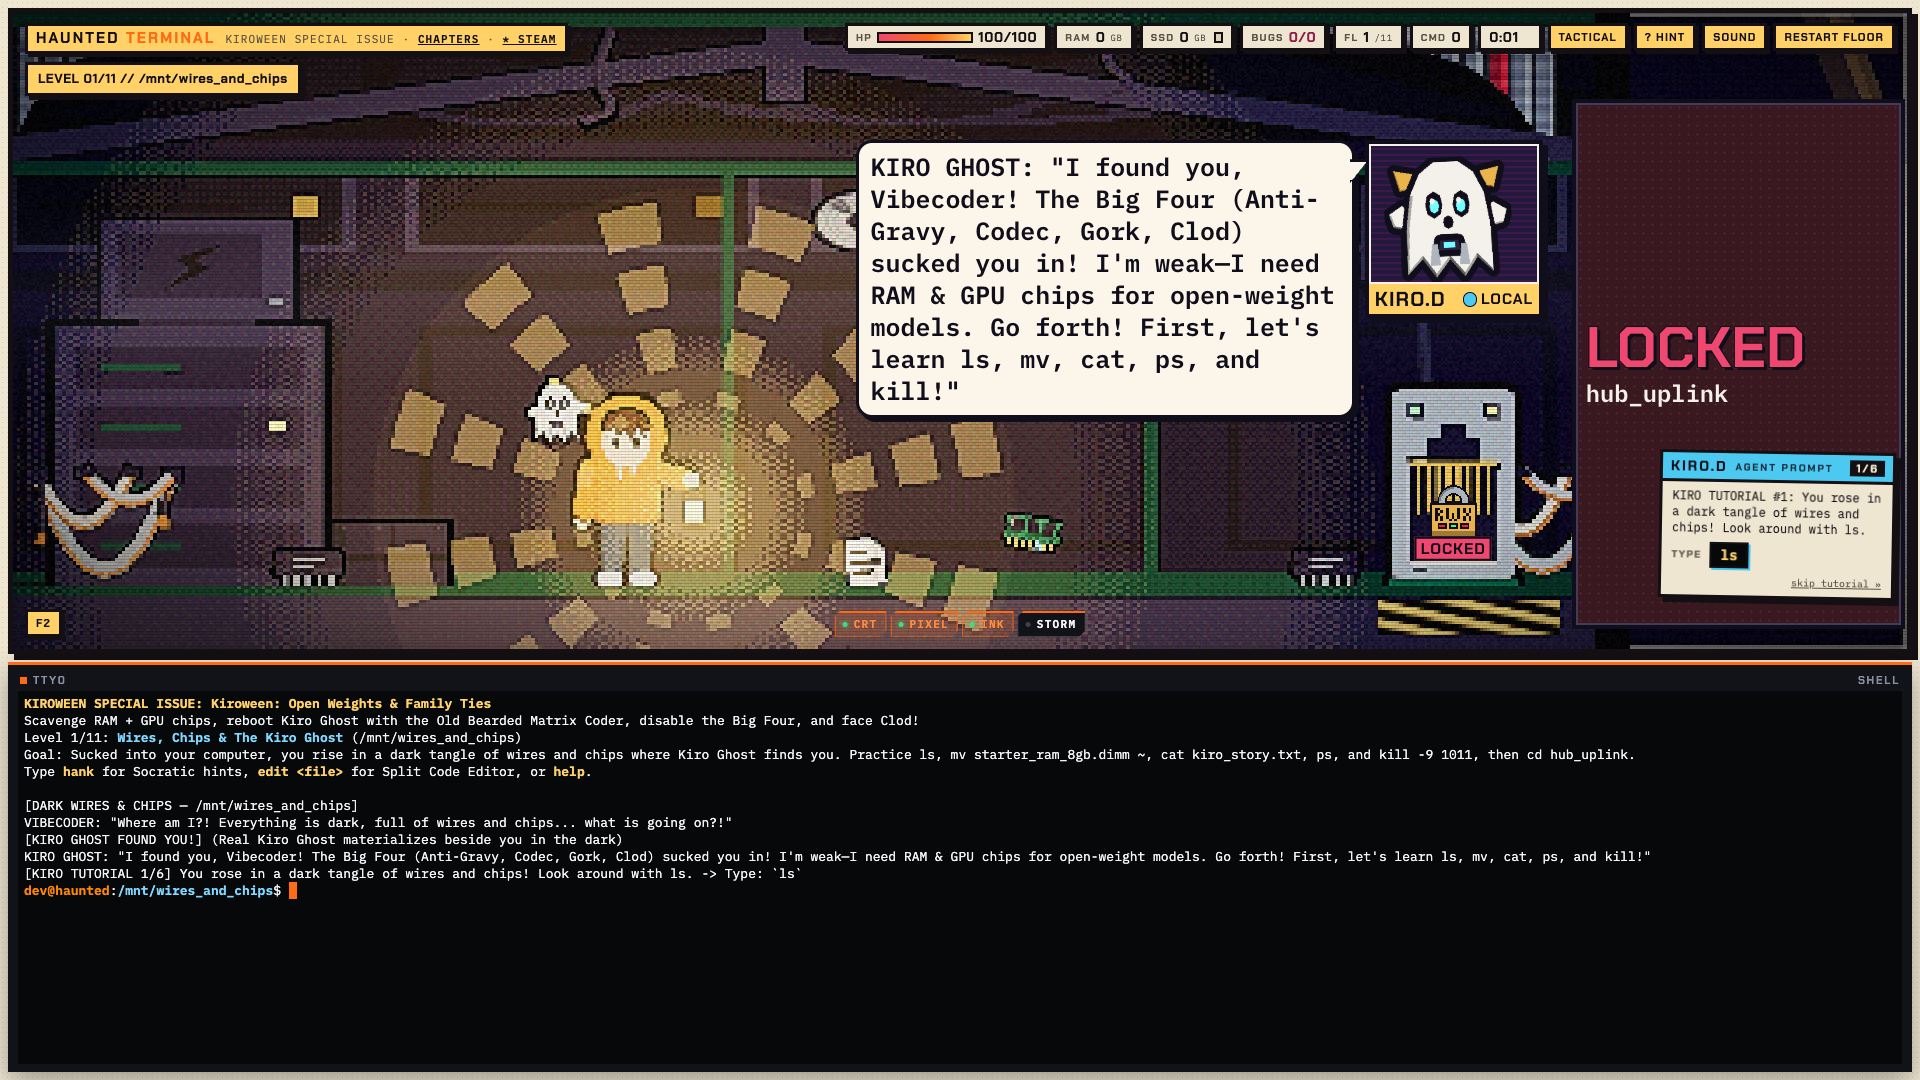 HAUNTED TERMINAL KIROWEEN SPECIAL ISSUE · CHAPTERS · ★ STEAM
HP 100/100 RAM 0 GB SSD 0 GB BUGS 0/0 FL 1 /11 CMD 0 0:01 TACTICAL ? HINT SOUND RESTART FLOOR
LEVEL 01/11 // /mnt/wires_and_chips
KIRO GHOST: "I found you,
Vibecoder! The Big Four (Anti-
Gravy, Codec, Gork, Clod)
sucked you in! I'm weak—I need
RAM & GPU chips for open-weight
models. Go forth! First, let's
learn ls, mv, cat, ps, and
kill!"
KIRO.D LOCAL
LOCKED
hub_uplink
KIRO.D AGENT PROMPT 1/6
KIRO TUTORIAL #1: You rose in
a dark tangle of wires and
chips! Look around with ls.
TYPE ls
skip tutorial »
RWX
LOCKED
F2
CRT PIXEL INK STORM
TTY0 SHELL
KIROWEEN SPECIAL ISSUE: Kiroween: Open Weights & Family Ties
Scavenge RAM + GPU chips, reboot Kiro Ghost with the Old Bearded Matrix Coder, disable the Big Four, and face Clod!
Level 1/11: Wires, Chips & The Kiro Ghost (/mnt/wires_and_chips)
Goal: Sucked into your computer, you rise in a dark tangle of wires and chips where Kiro Ghost finds you. Practice ls, mv starter_ram_8gb.dimm ~, cat kiro_story.txt, ps, and kill -9 1011, then cd hub_uplink.
Type hank for Socratic hints, edit <file> for Split Code Editor, or help.
[DARK WIRES & CHIPS — /mnt/wires_and_chips]
VIBECODER: "Where am I?! Everything is dark, full of wires and chips... what is going on?!"
[KIRO GHOST FOUND YOU!] (Real Kiro Ghost materializes beside you in the dark)
KIRO GHOST: "I found you, Vibecoder! The Big Four (Anti-Gravy, Codec, Gork, Clod) sucked you in! I'm weak—I need RAM & GPU chips for open-weight models. Go forth! First, let's learn ls, mv, cat, ps, and kill!"
[KIRO TUTORIAL 1/6] You rose in a dark tangle of wires and chips! Look around with ls. -> Type: `ls`
dev@haunted:/mnt/wires_and_chips$